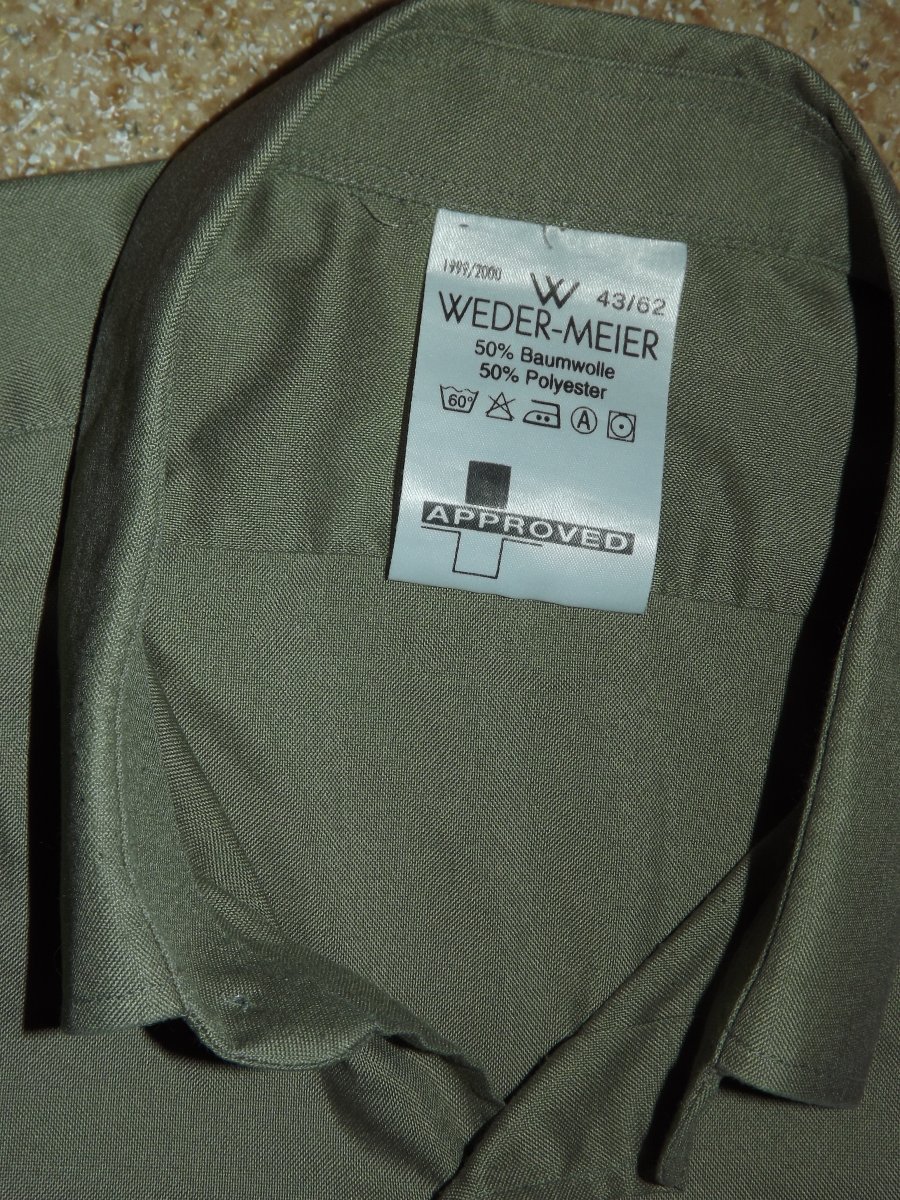 1999/2000
W 43/62
WEDER-MEIER
50% Baumwolle
50% Polyester
60° A
APPROVED